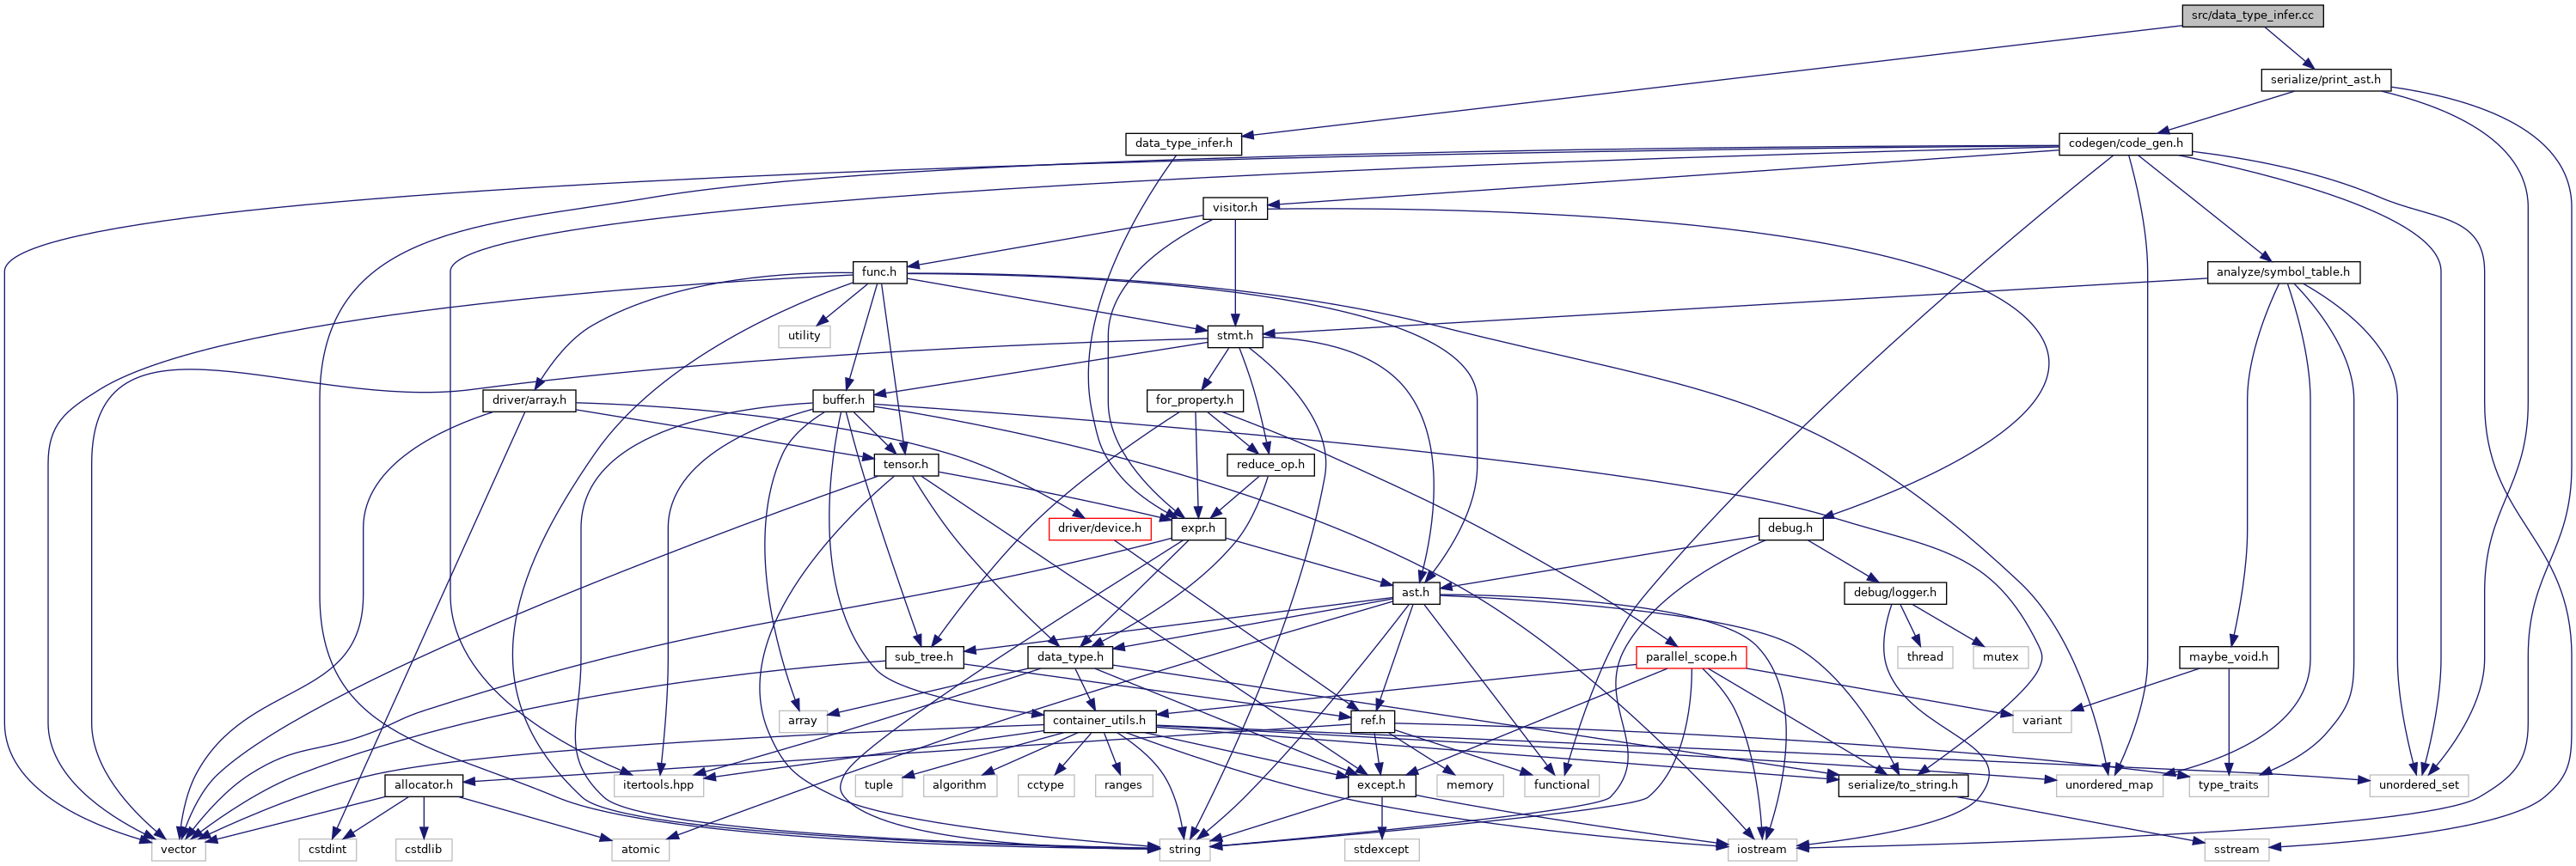 src/data_type_infer.cc
serialize/print_ast.h
data_type_infer.h
codegen/code_gen.h
visitor.h
func.h
analyze/symbol_table.h
utility
stmt.h
driver/array.h
buffer.h
for_property.h
tensor.h
reduce_op.h
driver/device.h
expr.h
debug.h
ast.h
debug/logger.h
sub_tree.h
data_type.h
parallel_scope.h
thread
mutex
maybe_void.h
array
container_utils.h
ref.h
variant
allocator.h
itertools.hpp
tuple
algorithm
cctype
ranges
except.h
memory
functional
serialize/to_string.h
unordered_map
type_traits
unordered_set
vector
cstdint
cstdlib
atomic
string
stdexcept
iostream
sstream